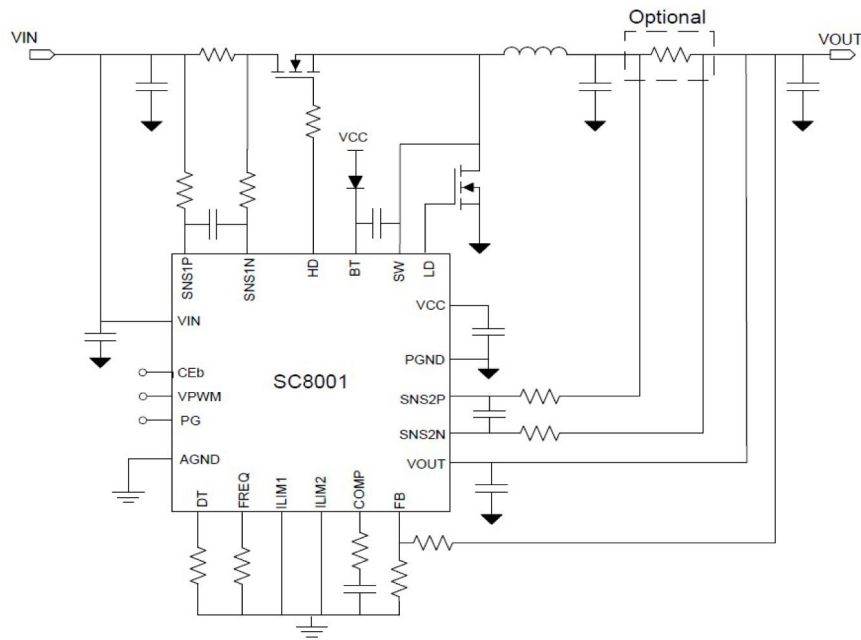 Optional
VIN
VOUT
VCC
SNS1P
SNS1N
HD
BT
SW
LD
VCC
VIN
PGND
CEb
SC8001
VPWM
SNS2P
PG
SNS2N
AGND
VOUT
DT
FREQ
ILIM1
ILIM2
COMP
FB